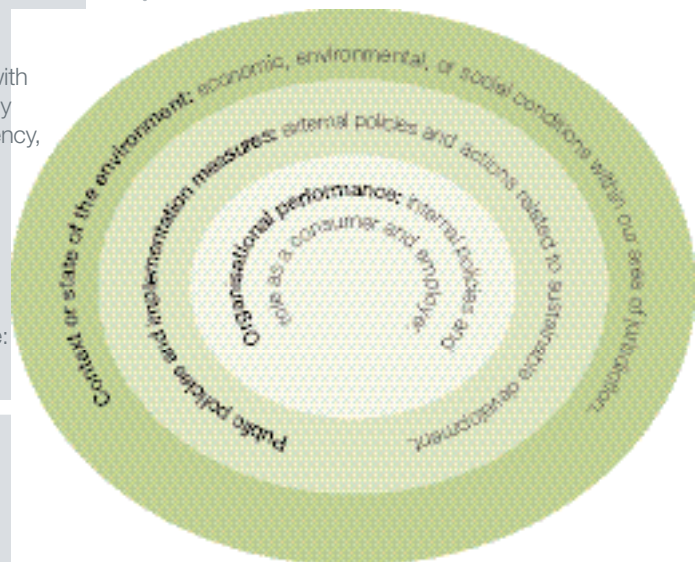 with
y
ency,
:
Context or state of the environment: economic, environmental, or social conditions within our area of jurisdiction.
Public policies and implementation measures: external policies and actions related to sustainable development.
Organisational performance: internal policies and
role as a consumer and employer.